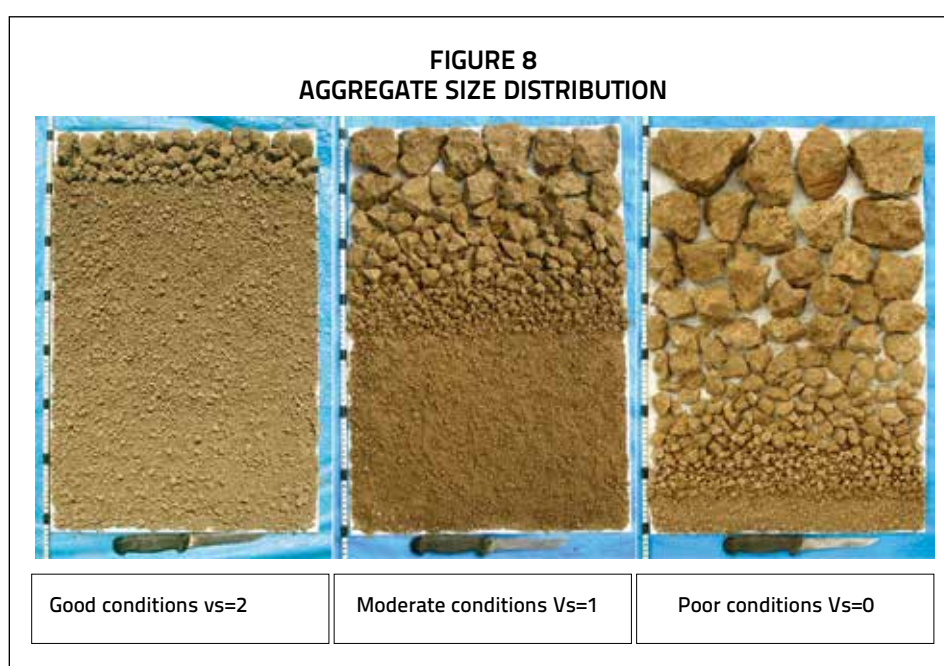 FIGURE 8
AGGREGATE SIZE DISTRIBUTION
Good conditions vs=2
Moderate conditions Vs=1
Poor conditions Vs=0